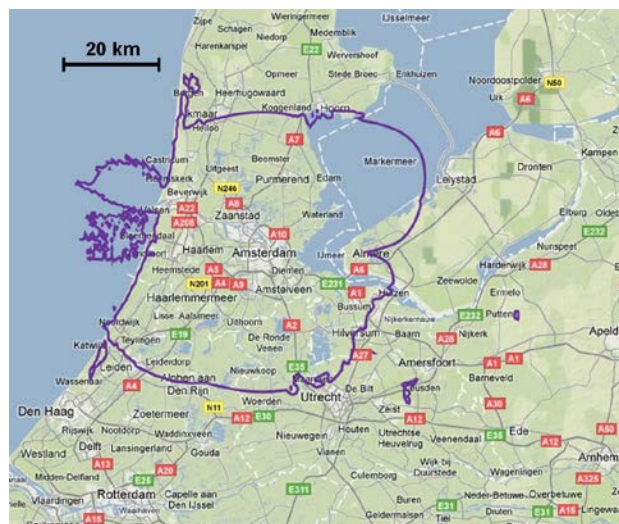 20 km
Zijpe
Wieringermeer
IJsselmeer
Schagen
Niedorp
Medemblik
Harenkarspel
E22
Wervershoof
Opmeer
Stede Broec
Enkhuizen
Noordoostpolder
N50
Bergen
Heerhugowaard
Urk
A6
kmaar
Koggenland
Hoorn
Heiloo
A7
A6
Kampen
Castricum
Beemster
Markermeer
Dronten
Heemskerk
Uitgeest
Purmerend
Edam
Lelystad
Beverwijk
N246
A22
A8
Velsen
Zaanstad
Waterland
Elburg
A208
A10
E232
Bloemendaal
Haarlem
Amsterdam
IJmeer
Almere
Nunspeet
Heemstede
A5
Diemen
A6
Harderwijk
A28
N201
A4
A9
Amstelveen
E231
A1
Zeewolde
Ermelo
Haarlemmermeer
Bussum
Huizen
Nijkerkernauw
E232
Putten
Noordwijk
Lisse
Aalsmeer
Uithoorn
A2
Hilversum
Baarn
Nijkerk
Katwijk
Teylingen
E19
De Ronde
Venen
A28
Apeld
Leiderdorp
A27
Amersfoort
A1
A1
Leiden
Nieuwkoop
E35
Wassenaar
A4
Alphen aan
Den Rijn
Barneveld
De Bilt
Leusden
Utrecht
Den Haag
Zoetermeer
N11
Woerden
Zeist
A30
A12
E30
A12
Rijswijk
Nootdorp
Waddinxveen
Nieuwegein
Houten
Utrechtse
Heuvelrug
E35
Ede
A50
Delft
Gouda
Veenendaal
A12
Westland
Lansingerland
Vianen
Arnhem
A13
Wijk bij
Duurstede
Wageningen
Midden-Delfland
A20
Culemborg
A325
E25
E311
Vlaardingen
Rotterdam
Capelle aan
Den IJssel
Buren
Neder-Betuwe
Overbetuwe
E31
Geldermalsen
Tiel
Druten
E31
A15
A15